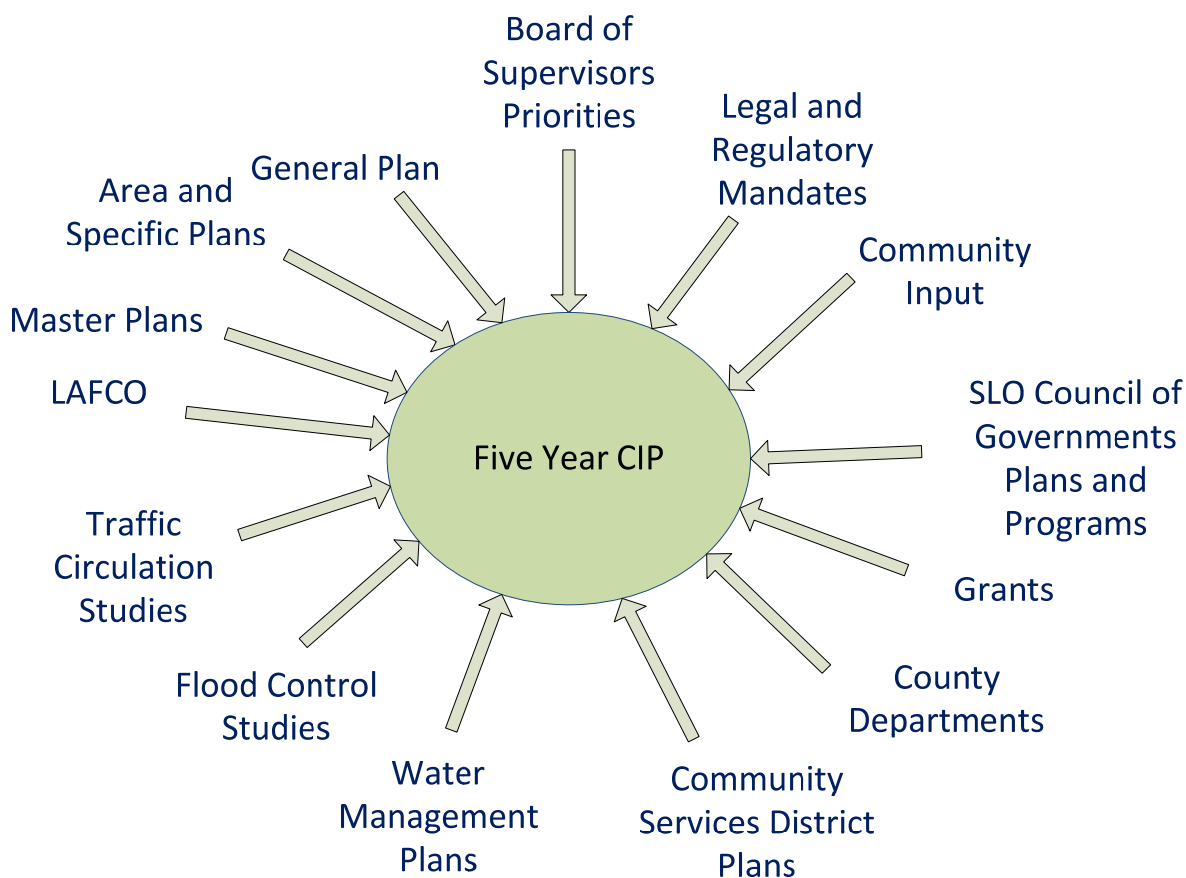 Board of
Supervisors
Priorities
Legal and
Regulatory
Mandates
Community
Input
SLO Council of
Governments
Plans and
Programs
Grants
County
Departments
Community
Services District
Plans
Water
Management
Plans
Flood Control
Studies
Traffic
Circulation
Studies
LAFCO
Master Plans
Area and
Specific Plans
General Plan
Five Year CIP